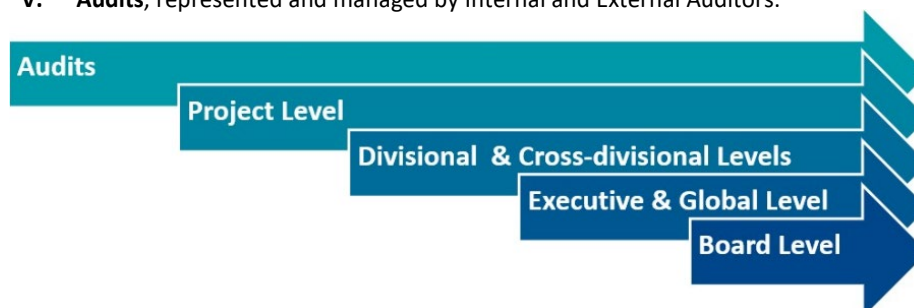 V. Audits, represented and managed by Internal and External Auditors.
Audits
Project Level
Divisional & Cross-divisional Levels
Executive & Global Level
Board Level